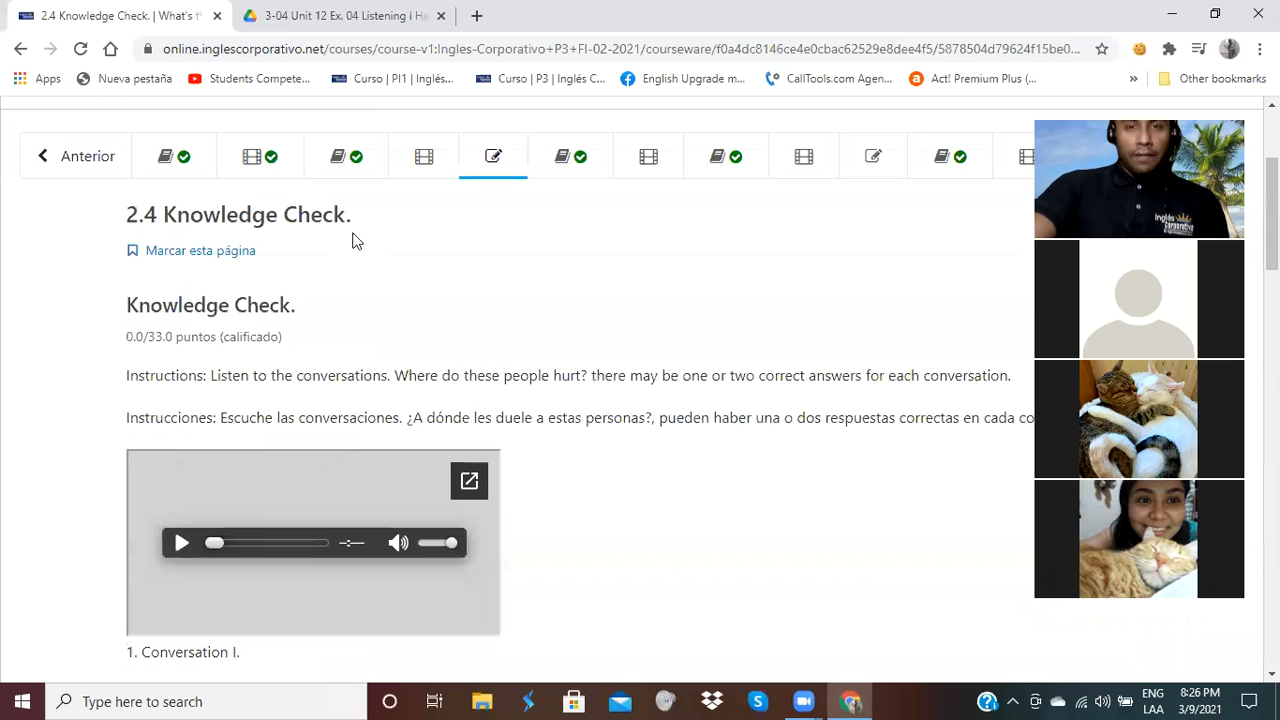 2.4 Knowledge Check. | What's t
3-04 Unit 12 Ex. 04 Listening I Ha
online.inglescorporativo.net/courses/course-v1:Ingles-Corporativo+P3+FI-02-2021/courseware/f0a4dc8146ce4e0cbac62529e8dee4f5/5878504d79624f15be0...
Apps
Nueva pestaña
Students Compete...
Curso | PI1 | Inglés...
Curso | P3 | Inglés C...
English Upgrade m...
CallTools.com Agen...
Act! Premium Plus (...
»
Other bookmarks
Anterior
2.4 Knowledge Check.
Marcar esta página
Knowledge Check.
0.0/33.0 puntos (calificado)
Instructions: Listen to the conversations. Where do these people hurt? there may be one or two correct answers for each conversation.
Instrucciones: Escuche las conversaciones. ¿A dónde les duele a estas personas?, pueden haber una o dos respuestas correctas en cada co
-:--
1. Conversation I.
Inglés
Corporativo
Type here to search
ENG
LAA
8:26 PM
3/9/2021